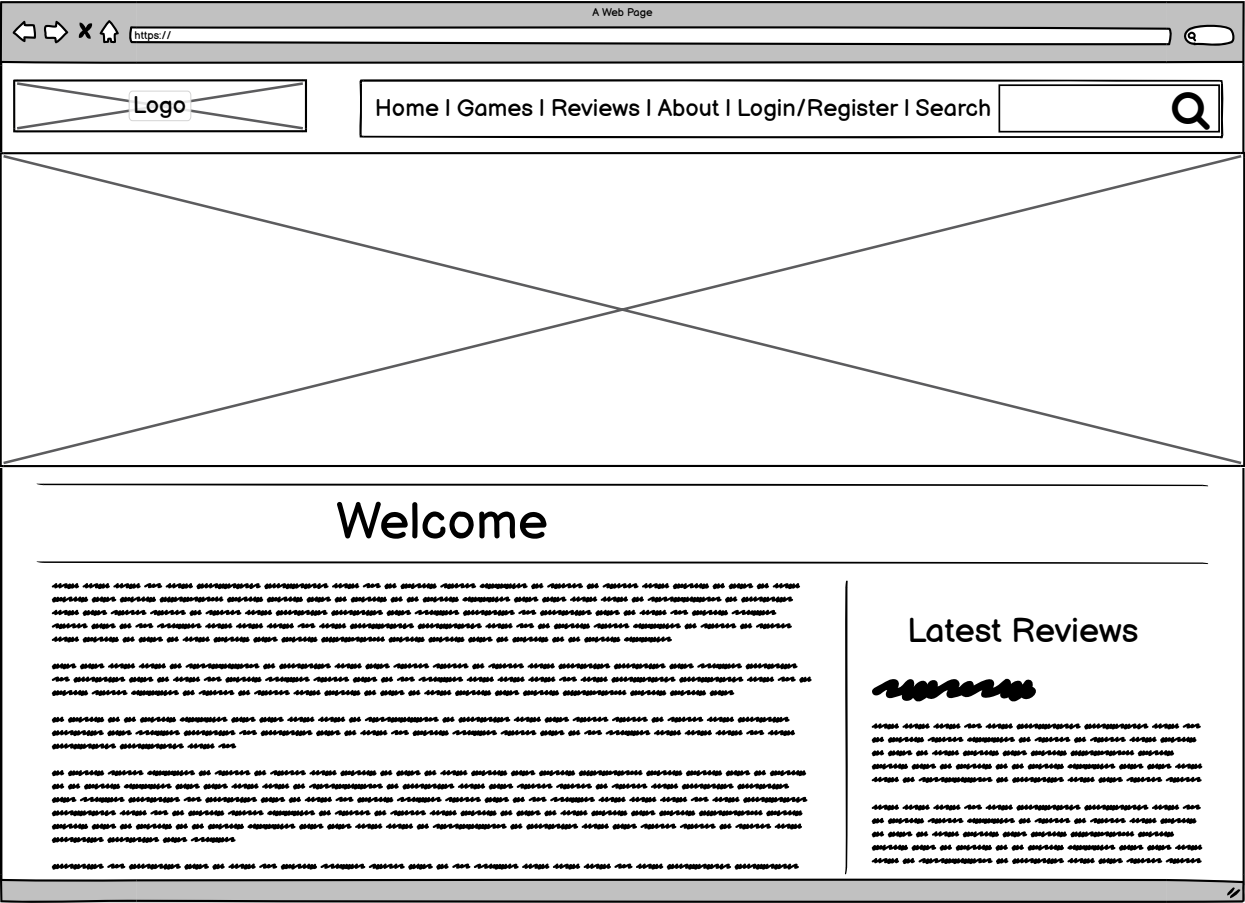 A Web Page
https://
Logo
Home | Games | Reviews | About | Login/Register | Search
Welcome
Latest Reviews